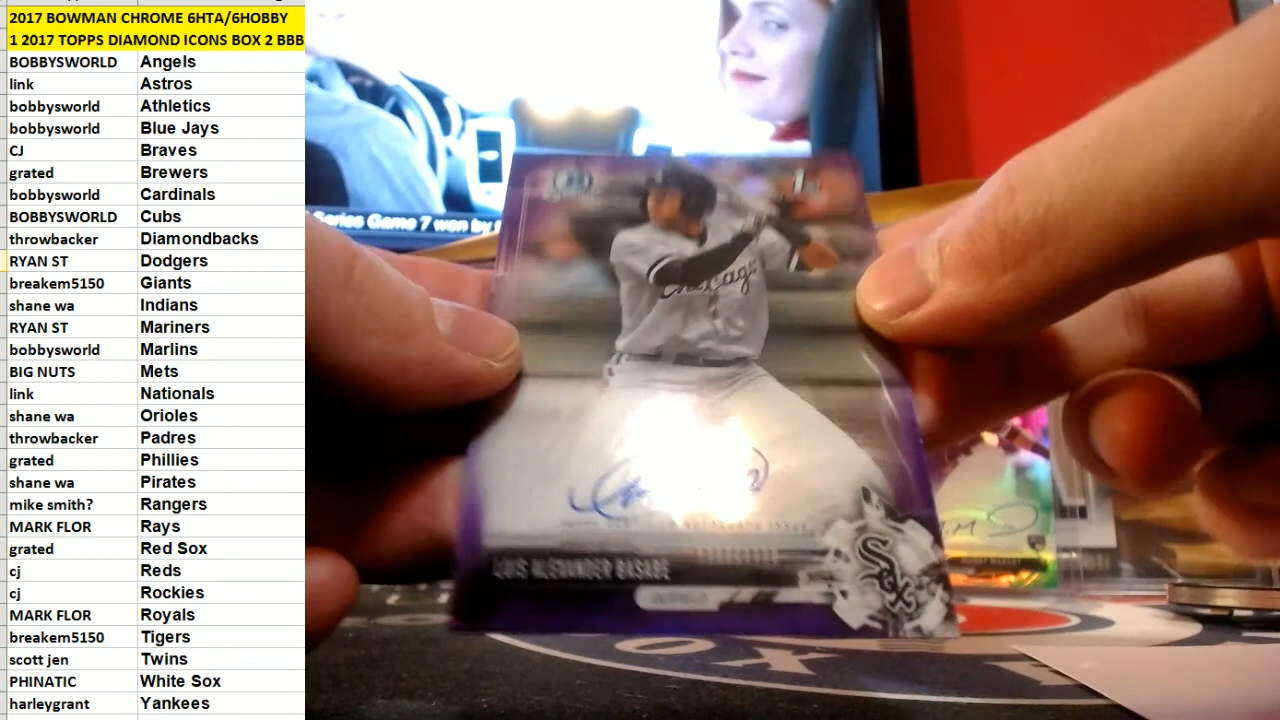 2017 BOWMAN CHROME 6HTA/6HOBBY
1 2017 TOPPS DIAMOND ICONS BOX 2 BBB
BOBBYSWORLD Angels
link Astros
bobbysworld Athletics
bobbysworld Blue Jays
CJ Braves
grated Brewers
bobbysworld Cardinals
BOBBYSWORLD Cubs
throwbacker Diamondbacks
RYAN ST Dodgers
breakem5150 Giants
shane wa Indians
RYAN ST Mariners
bobbysworld Marlins
BIG NUTS Mets
link Nationals
shane wa Orioles
throwbacker Padres
grated Phillies
shane wa Pirates
mike smith? Rangers
MARK FLOR Rays
grated Red Sox
cj Reds
cj Rockies
MARK FLOR Royals
breakem5150 Tigers
scott jen Twins
PHINATIC White Sox
harleygrant Yankees
Series Game 7 won by
Chicago
LUIS ALEXANDER BASABE
OUTFIELD
Sox
OX